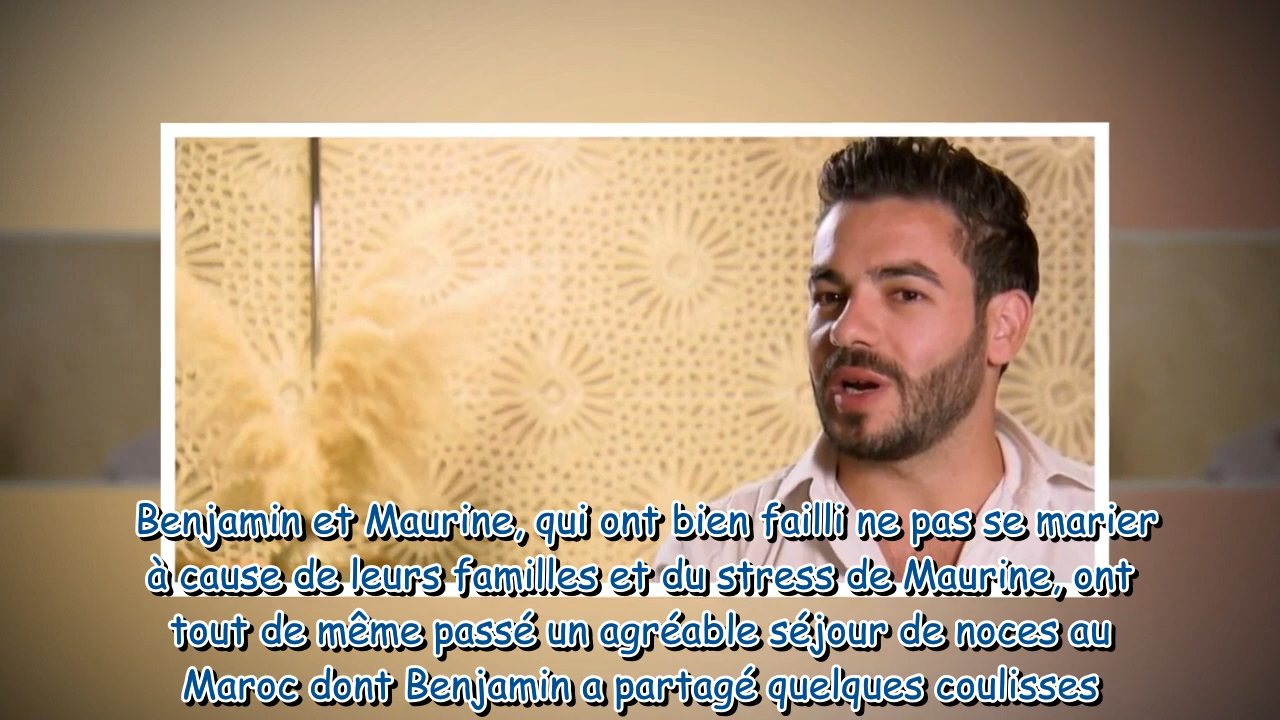 Benjamin et Maurine, qui ont bien failli ne pas se marier
à cause de leurs familles et du stress de Maurine, ont
tout de même passé un agréable séjour de noces au
Maroc dont Benjamin a partagé quelques coulisses